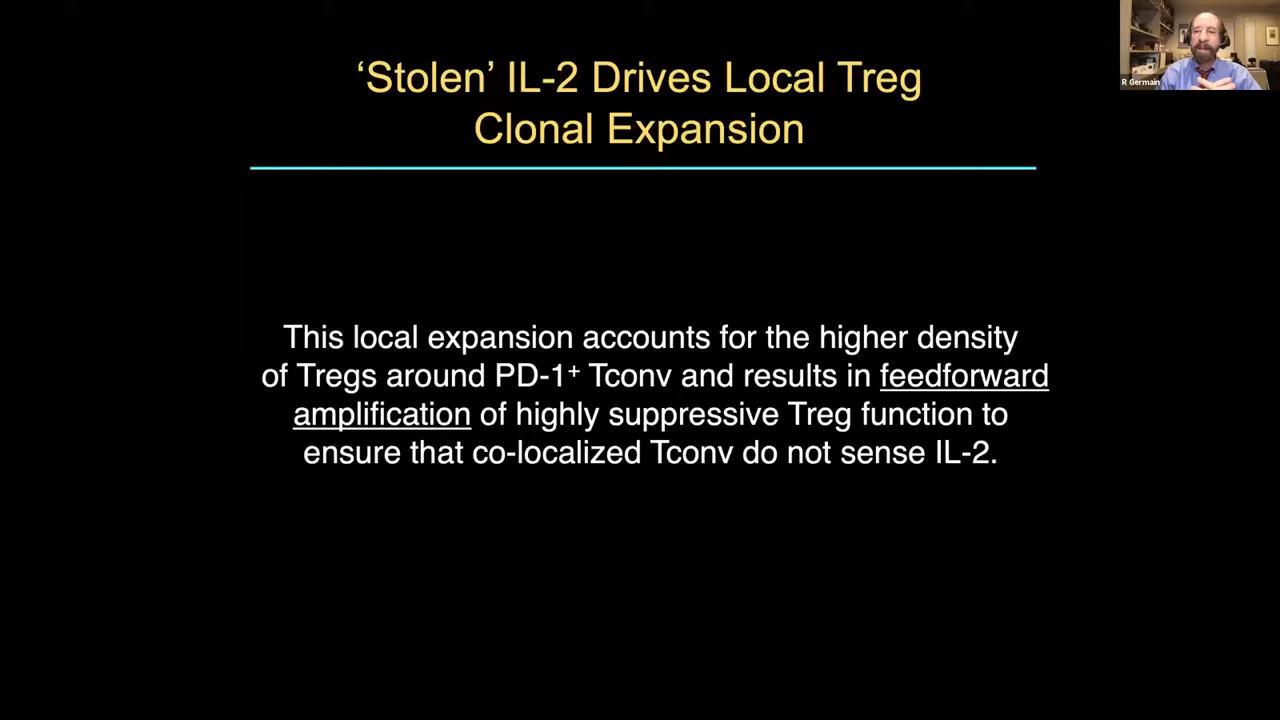 ‘Stolen’ IL-2 Drives Local Treg
Clonal Expansion
R Germain
This local expansion accounts for the higher density
of Tregs around PD-1⁺ Tconv and results in feedforward
amplification of highly suppressive Treg function to
ensure that co-localized Tconv do not sense IL-2.